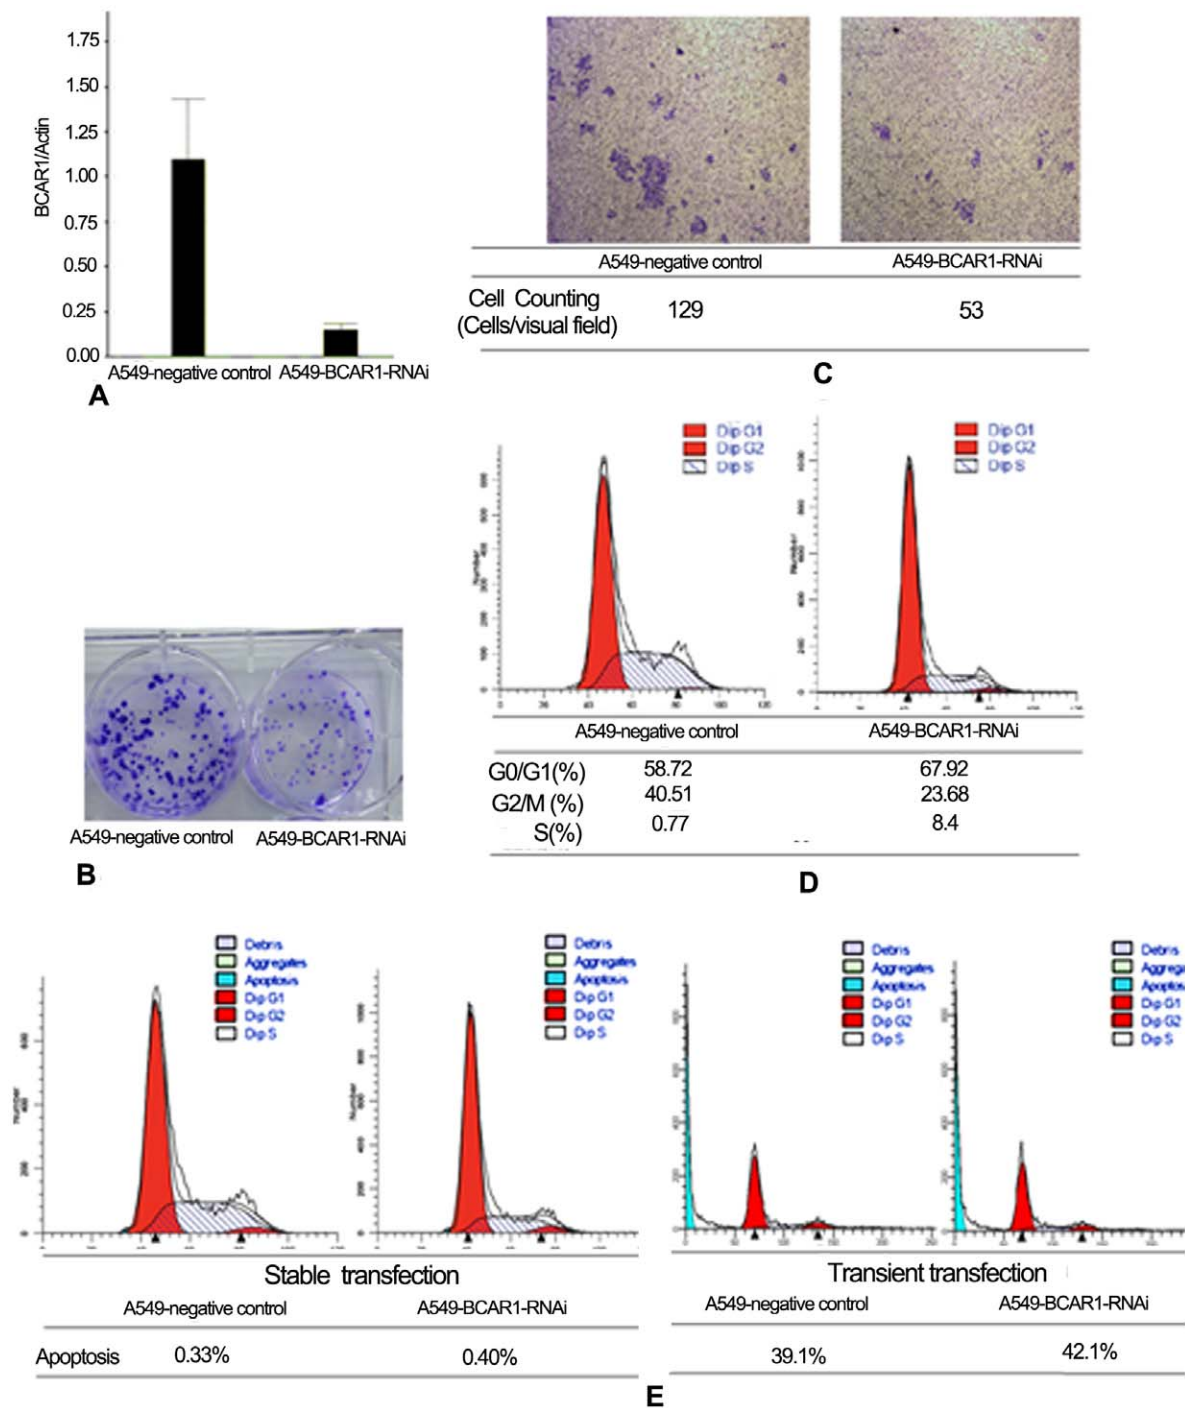 1.75
1.50
1.25
1.00
0.75
0.50
0.25
0.00
BCAR1/Actin
A549-negative control A549-BCAR1-RNAi
A
A549-negative control A549-BCAR1-RNAi
Cell Counting
(Cells/visual field) 129 53
C
A549-negative control A549-BCAR1-RNAi
B
Dip G1
Dip G2
Dip S
Number
Dip G1
Dip G2
Dip S
Number
A549-negative control A549-BCAR1-RNAi
G0/G1(%) 58.72 67.92
G2/M (%) 40.51 23.68
S(%) 0.77 8.4
D
Debris
Aggregates
Apoptosis
Dip G1
Dip G2
Dip S
Number
Debris
Aggregates
Apoptosis
Dip G1
Dip G2
Dip S
Number
Debris
Aggregates
Apoptosis
Dip G1
Dip G2
Dip S
Debris
Aggrega
Apoptos
Dip G1
Dip G2
Dip S
Stable transfection
A549-negative control A549-BCAR1-RNAi
Apoptosis 0.33% 0.40%
Transient transfection
A549-negative control A549-BCAR1-RNAi
39.1% 42.1%
E